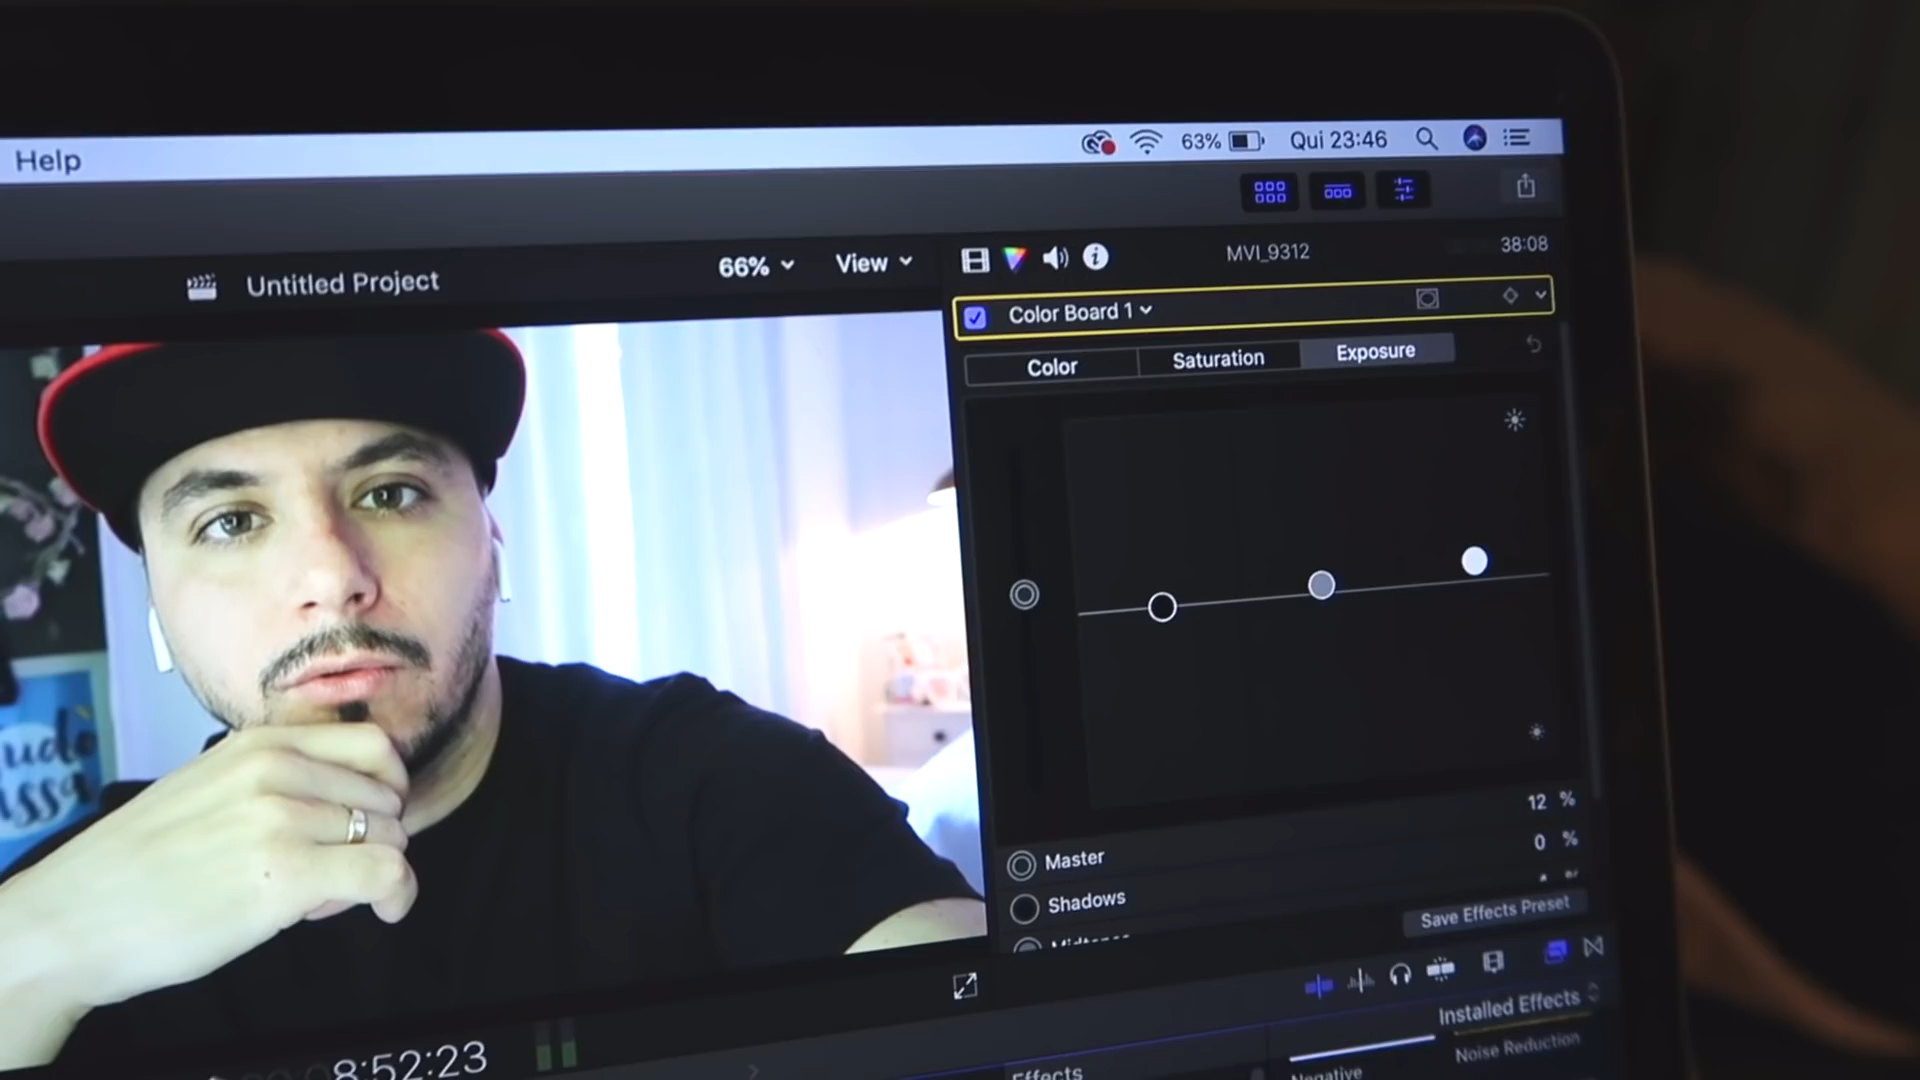 Help
63%
Qui 23:46
Untitled Project
66%
View
MVI_9312
38:08
Color Board 1
Color
Saturation
Exposure
12 %
Master
0 %
Shadows
Save Effects Preset
8:52:23
Installed Effects
Effects
Negative
Noise Reduction